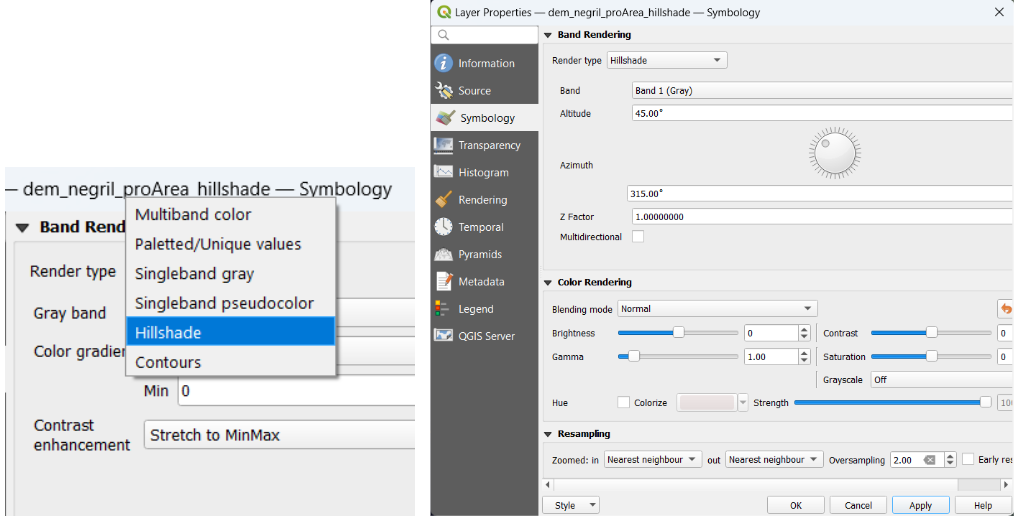 — dem_negril_proArea_hillshade — Symbology
Band Rend
Multiband color
Paletted/Unique values
Render type
Singleband gray
Singleband pseudocolor
Gray band
Hillshade
Color gradien
Contours
Min 0
Contrast
enhancement Stretch to MinMax
Layer Properties — dem_negril_proArea_hillshade — Symbology
Information
Source
Symbology
Transparency
Histogram
Rendering
Temporal
Pyramids
Metadata
Legend
QGIS Server
Band Rendering
Render type Hillshade
Band Band 1 (Gray)
Altitude 45.00°
Azimuth
315.00°
Z Factor 1.00000000
Multidirectional
Color Rendering
Blending mode Normal
Brightness 0 Contrast 0
Gamma 1.00 Saturation 0
Grayscale Off
Hue Colorize Strength 10
Resampling
Zoomed: in Nearest neighbour out Nearest neighbour Oversampling 2.00 Early res
Style OK Cancel Apply Help